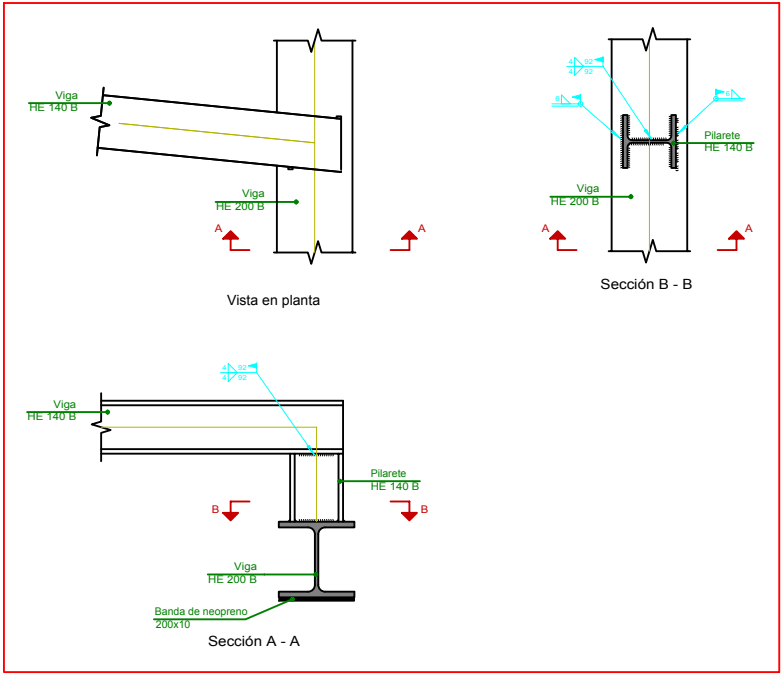 Viga
HE 140 B
Viga
HE 200 B
A
A
Vista en planta
4
92
4
92
6
6
Pilarete
HE 140 B
Viga
HE 200 B
A
A
Sección B - B
4
92
4
92
Viga
HE 140 B
Pilarete
HE 140 B
B
B
Viga
HE 200 B
Banda de neopreno
200x10
Sección A - A